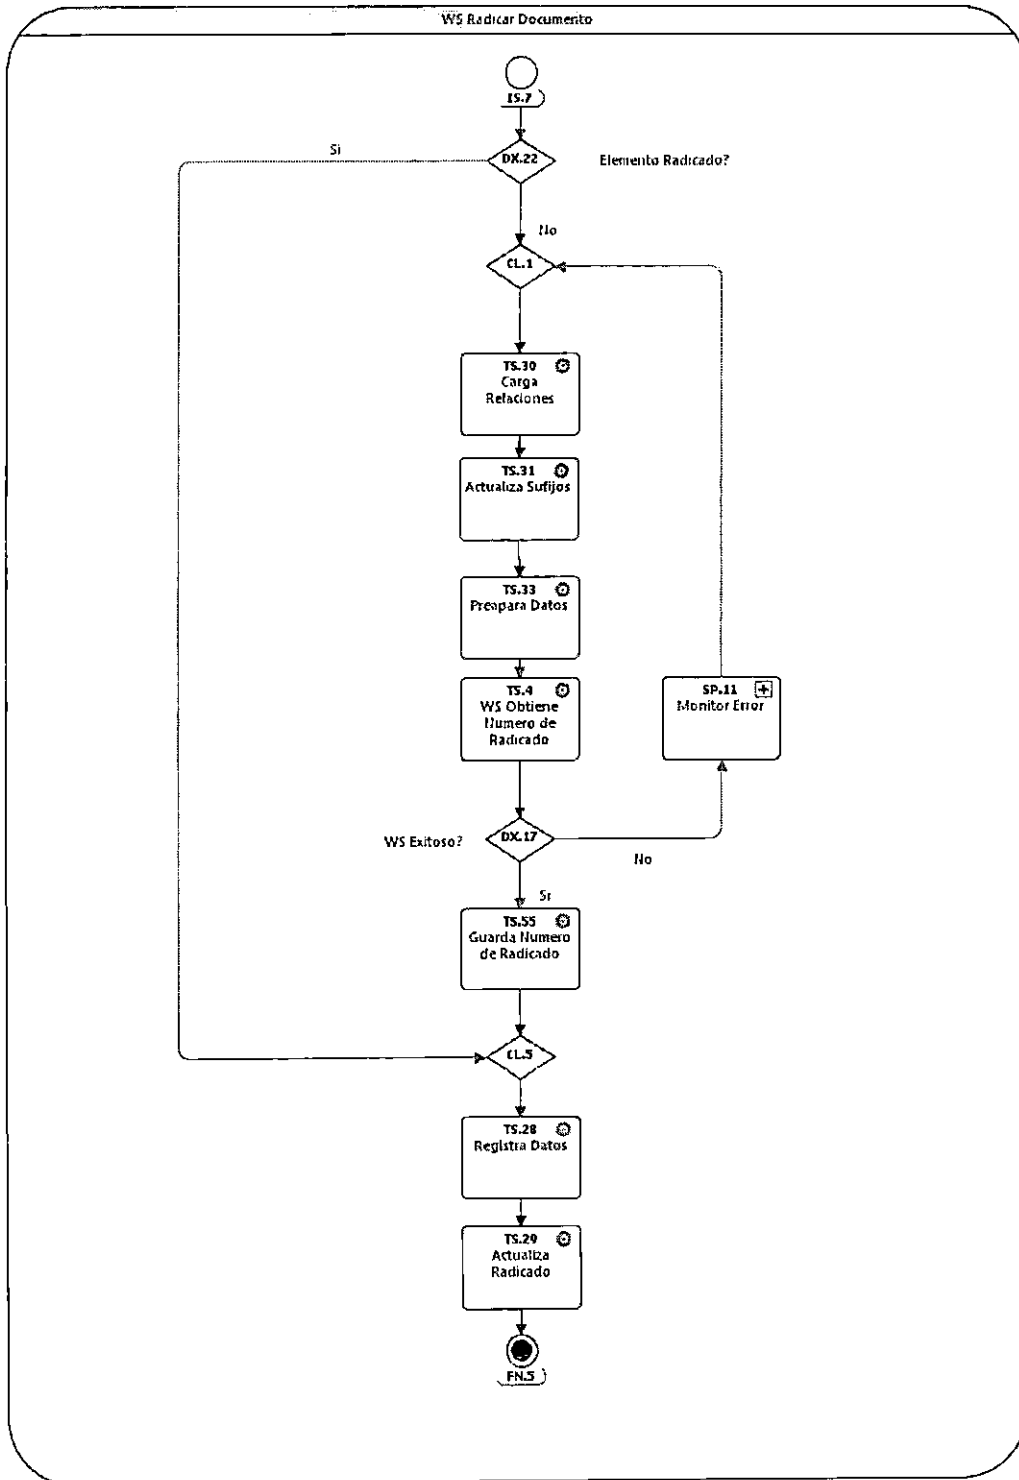 WS Radicar Documento
IS.7
Si
DX.22
Elemento Radicado?
No
CL.1
TS.30
Carga
Relaciones
TS.31
Actualiza Sufijos
TS.33
Preapara Datos
TS.4
WS Obtiene
Numero de
Radicado
SP.11
Monitor Error
WS Exitoso?
DX.17
No
Si
TS.55
Guarda Numero
de Radicado
CL.5
TS.28
Registra Datos
TS.29
Actualiza
Radicado
FN.5